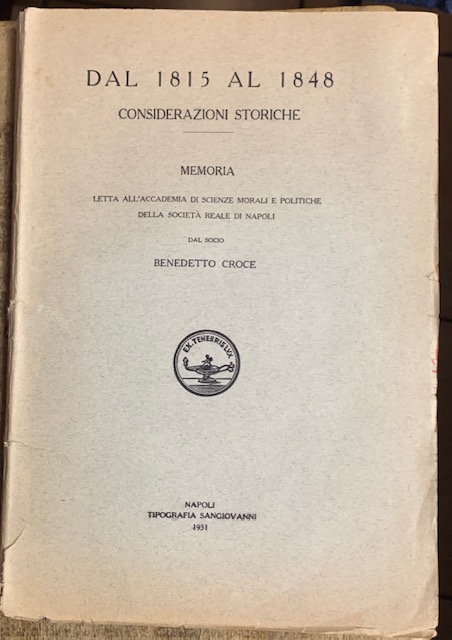 DAL 1815 AL 1848
CONSIDERAZIONI STORICHE
MEMORIA
LETTA ALL'ACCADEMIA DI SCIENZE MORALI E POLITICHE
DELLA SOCIETÀ REALE DI NAPOLI
DAL SOCIO
BENEDETTO CROCE
EX·TENEBRIS LVX
NAPOLI
TIPOGRAFIA SANGIOVANNI
1931